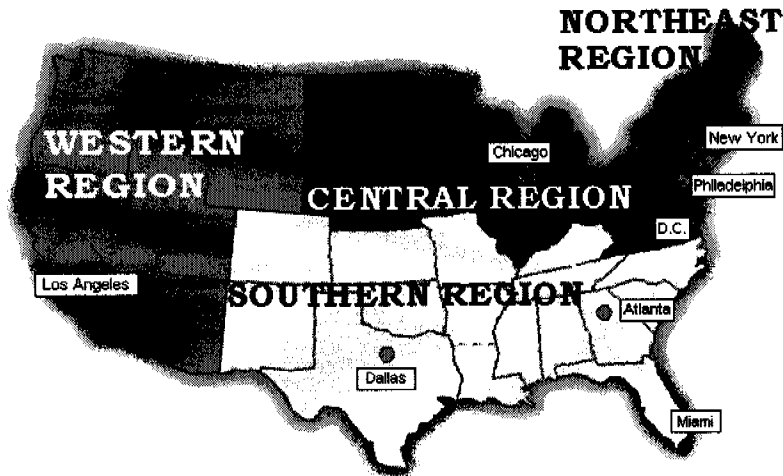 NORTHEAST
REGION
WESTERN
REGION
Chicago
New York
Philadelphia
CENTRAL REGION
D.C.
Los Angeles
SOUTHERN REGION
Atlanta
Dallas
Miami